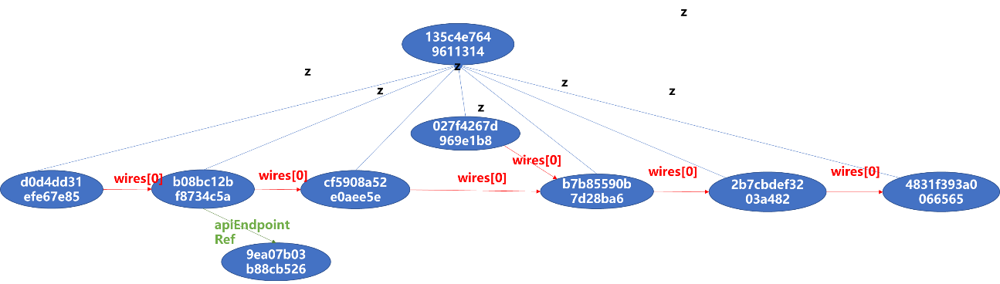 z
135c4e764
9611314
z
z
z
z
z
z
027f4267d
969e1b8
wires[0]
d0d4dd31
efe67e85
wires[0]
b08bc12b
f8734c5a
wires[0]
cf5908a52
e0aee5e
wires[0]
b7b85590b
7d28ba6
wires[0]
2b7cbdef32
03a482
wires[0]
4831f393a0
066565
apiEndpoint
Ref
9ea07b03
b88cb526